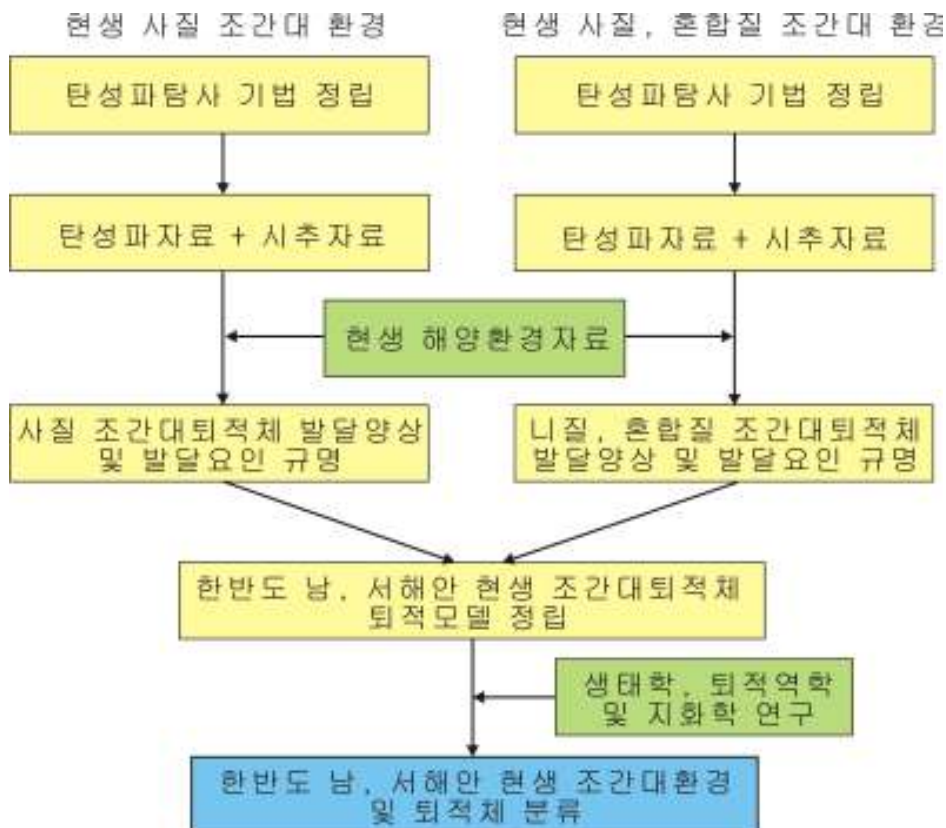 현생 사질 조간대 환경
현생 사질, 혼합질 조간대 환경
탄성파탐사 기법 정립
탄성파탐사 기법 정립
탄성파자료 + 시추자료
탄성파자료 + 시추자료
현생 해양환경자료
사질 조간대퇴적체 발달양상
및 발달요인 규명
니질, 혼합질 조간대퇴적체
발달양상 및 발달요인 규명
한반도 남, 서해안 현생 조간대퇴적체
퇴적모델 정립
생태학, 퇴적역학
및 지화학 연구
한반도 남, 서해안 현생 조간대환경
및 퇴적체 분류